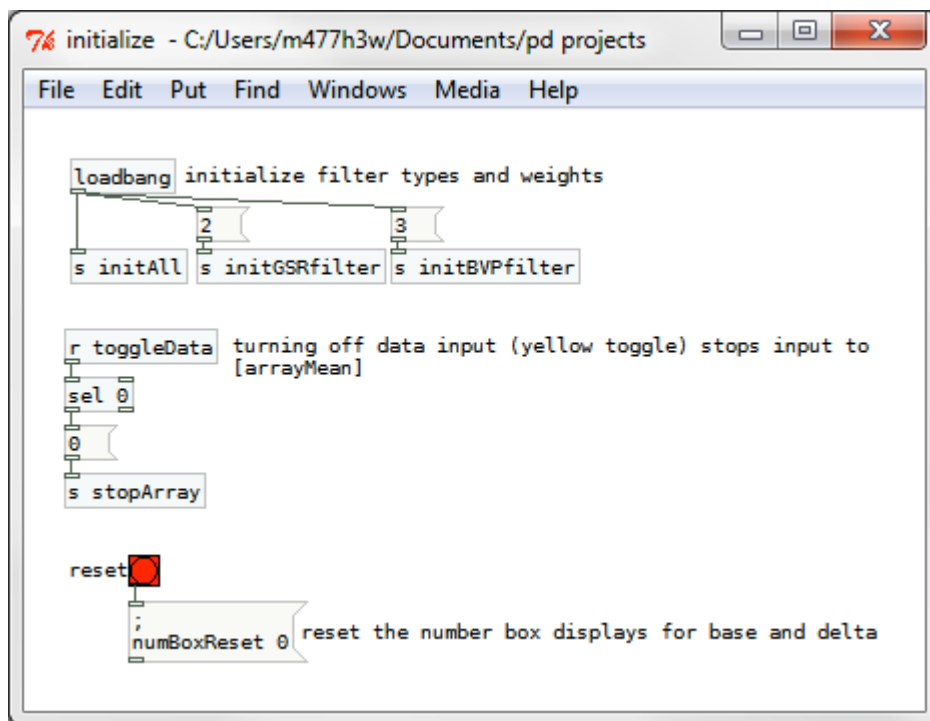 initialize - C:/Users/m477h3w/Documents/pd projects
File Edit Put Find Windows Media Help
loadbang initialize filter types and weights
2 3
s initAll s initGSRfilter s initBVPfilter
r toggleData turning off data input (yellow toggle) stops input to
[arrayMean]
sel 0
0
s stopArray
reset
;
numBoxReset 0 reset the number box displays for base and delta